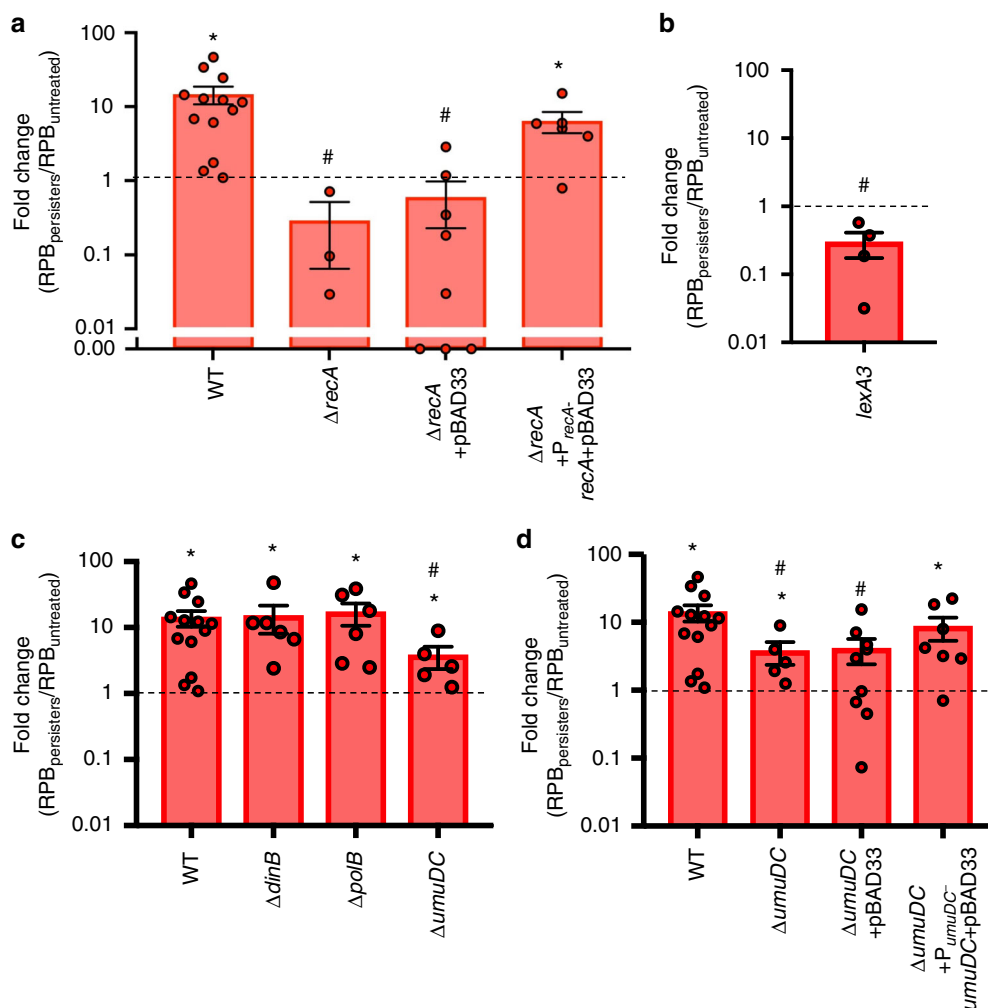 a
Fold change
(RPBpersisters/RPBuntreated)
100
10
1
0.1
0.01
0.00
*
#
#
*
WT
ΔrecA
ΔrecA
+pBAD33
ΔrecA
+PrecA-
recA+pBAD33
b
Fold change
(RPBpersisters/RPBuntreated)
100
10
1
0.1
0.01
#
lexA3
c
Fold change
(RPBpersisters/RPBuntreated)
100
10
1
0.1
0.01
*
*
*
#
*
WT
ΔdinB
ΔpolB
ΔumuDC
d
Fold change
(RPBpersisters/RPBuntreated)
100
10
1
0.1
0.01
*
#
*
#
*
WT
ΔumuDC
ΔumuDC
+pBAD33
ΔumuDC
+PumuDC-
umuDC+pBAD33